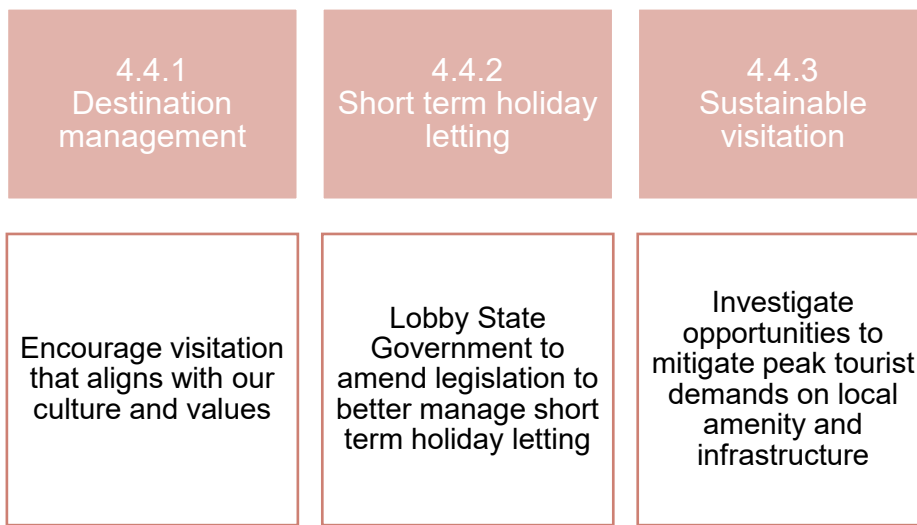 4.4.1
Destination
management
4.4.2
Short term holiday
letting
4.4.3
Sustainable
visitation
Encourage visitation
that aligns with our
culture and values
Lobby State
Government to
amend legislation to
better manage short
term holiday letting
Investigate
opportunities to
mitigate peak tourist
demands on local
amenity and
infrastructure